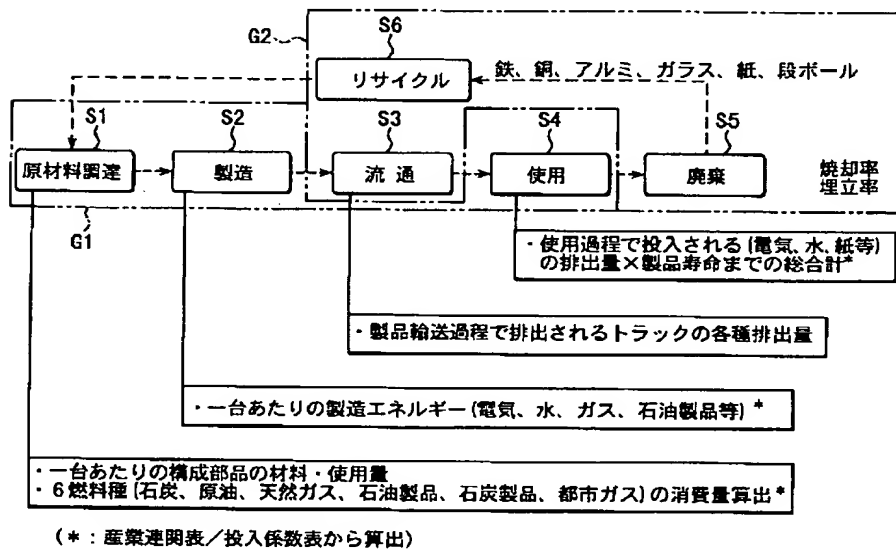 G2
S6
リサイクル
鉄、銅、アルミ、ガラス、紙、段ボール
S1
S2
S3
S4
S5
原材料調達
製造
流通
使用
廃棄
焼却率
埋立率
G1
・使用過程で投入される(電気、水、紙等)
の排出量×製品寿命までの総合計*
・製品輸送過程で排出されるトラックの各種排出量
・一台あたりの製造エネルギー(電気、水、ガス、石油製品等)*
・一台あたりの構成部品の材料・使用量
・6燃料種(石炭、原油、天然ガス、石油製品、石炭製品、都市ガス)の消費量算出*
(*:産業連関表/投入係数表から算出)